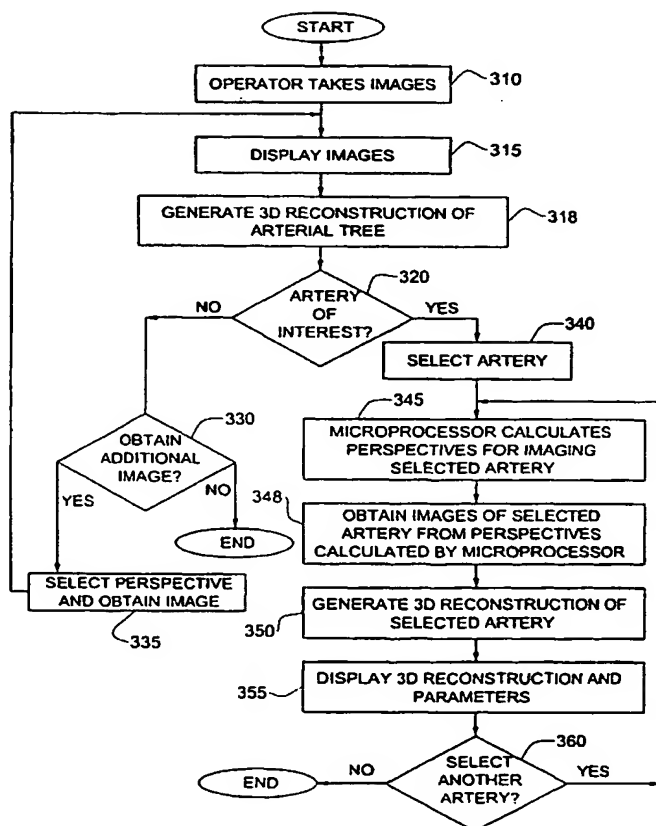 START
OPERATOR TAKES IMAGES
310
DISPLAY IMAGES
315
GENERATE 3D RECONSTRUCTION OF
ARTERIAL TREE
318
320
ARTERY
OF
INTEREST?
NO
YES
340
SELECT ARTERY
330
OBTAIN
ADDITIONAL
IMAGE?
YES
NO
END
SELECT PERSPECTIVE
AND OBTAIN IMAGE
335
345
MICROPROCESSOR CALCULATES
PERSPECTIVES FOR IMAGING
SELECTED ARTERY
348
OBTAIN IMAGES OF SELECTED
ARTERY FROM PERSPECTIVES
CALCULATED BY MICROPROCESSOR
350
GENERATE 3D RECONSTRUCTION OF
SELECTED ARTERY
355
DISPLAY 3D RECONSTRUCTION AND
PARAMETERS
360
SELECT
ANOTHER
ARTERY?
NO
YES
END